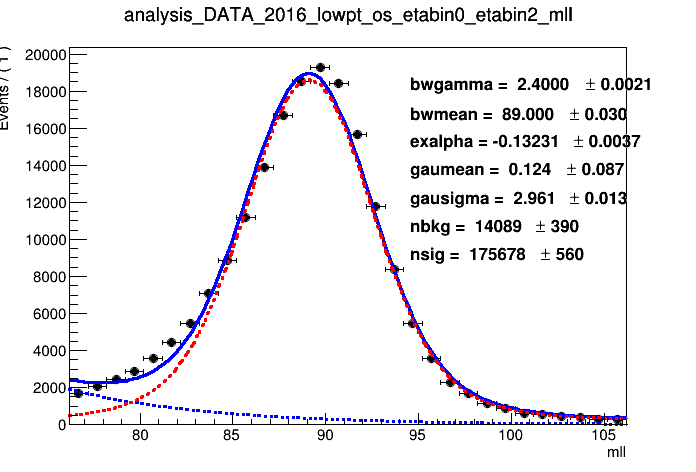 analysis_DATA_2016_lowpt_os_etabin0_etabin2_mll
Events / ( 1 )
20000
18000
16000
14000
12000
10000
8000
6000
4000
2000
0
bwgamma = 2.4000 ± 0.0021
bwmean = 89.000 ± 0.030
exalpha = -0.13231 ± 0.0037
gaumean = 0.124 ± 0.087
gausigma = 2.961 ± 0.013
nbkg = 14089 ± 390
nsig = 175678 ± 560
80 85 90 95 100 105
mll